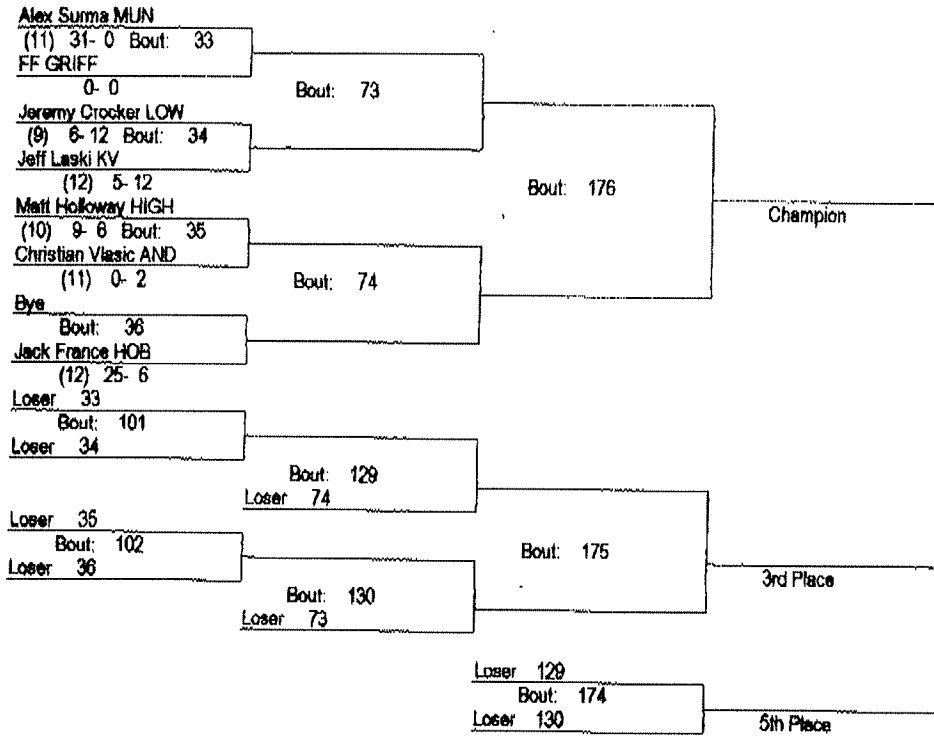 Alex Surma MUN
(11) 31- 0 Bout: 33
FF GRIFF
0- 0
Bout: 73
Jeremy Crocker LOW
(9) 6- 12 Bout: 34
Jeff Laski KV
(12) 5- 12
Bout: 176
Champion
Matt Holloway HIGH
(10) 9- 6 Bout: 35
Christian Vlasic AND
(11) 0- 2
Bout: 74
Bye
Bout: 36
Jack France HOB
(12) 25- 6
Loser 33
Bout: 101
Loser 34
Bout: 129
Loser 74
Loser 35
Bout: 102
Loser 36
Bout: 175
3rd Place
Bout: 130
Loser 73
Loser 129
Bout: 174
Loser 130
5th Place